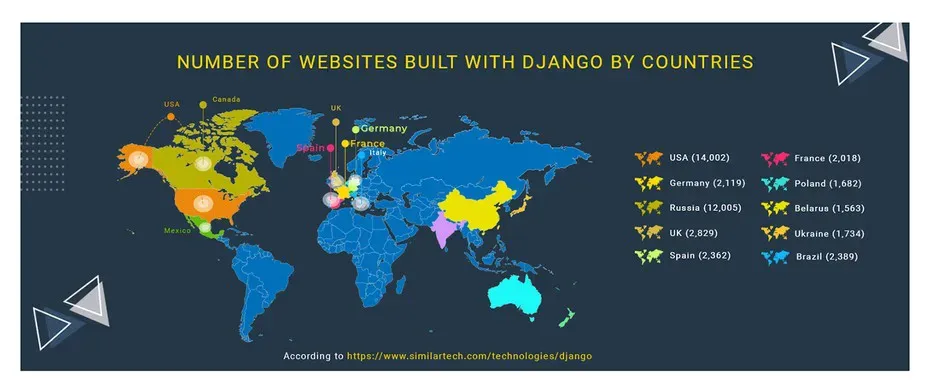 NUMBER OF WEBSITES BUILT WITH DJANGO BY COUNTRIES
USA
Canada
UK
Germany
France
Spain
Italy
Mexico
USA (14,002)
Germany (2,119)
Russia (12,005)
UK (2,829)
Spain (2,362)
France (2,018)
Poland (1,682)
Belarus (1,563)
Ukraine (1,734)
Brazil (2,389)
According to https://www.similartech.com/technologies/django